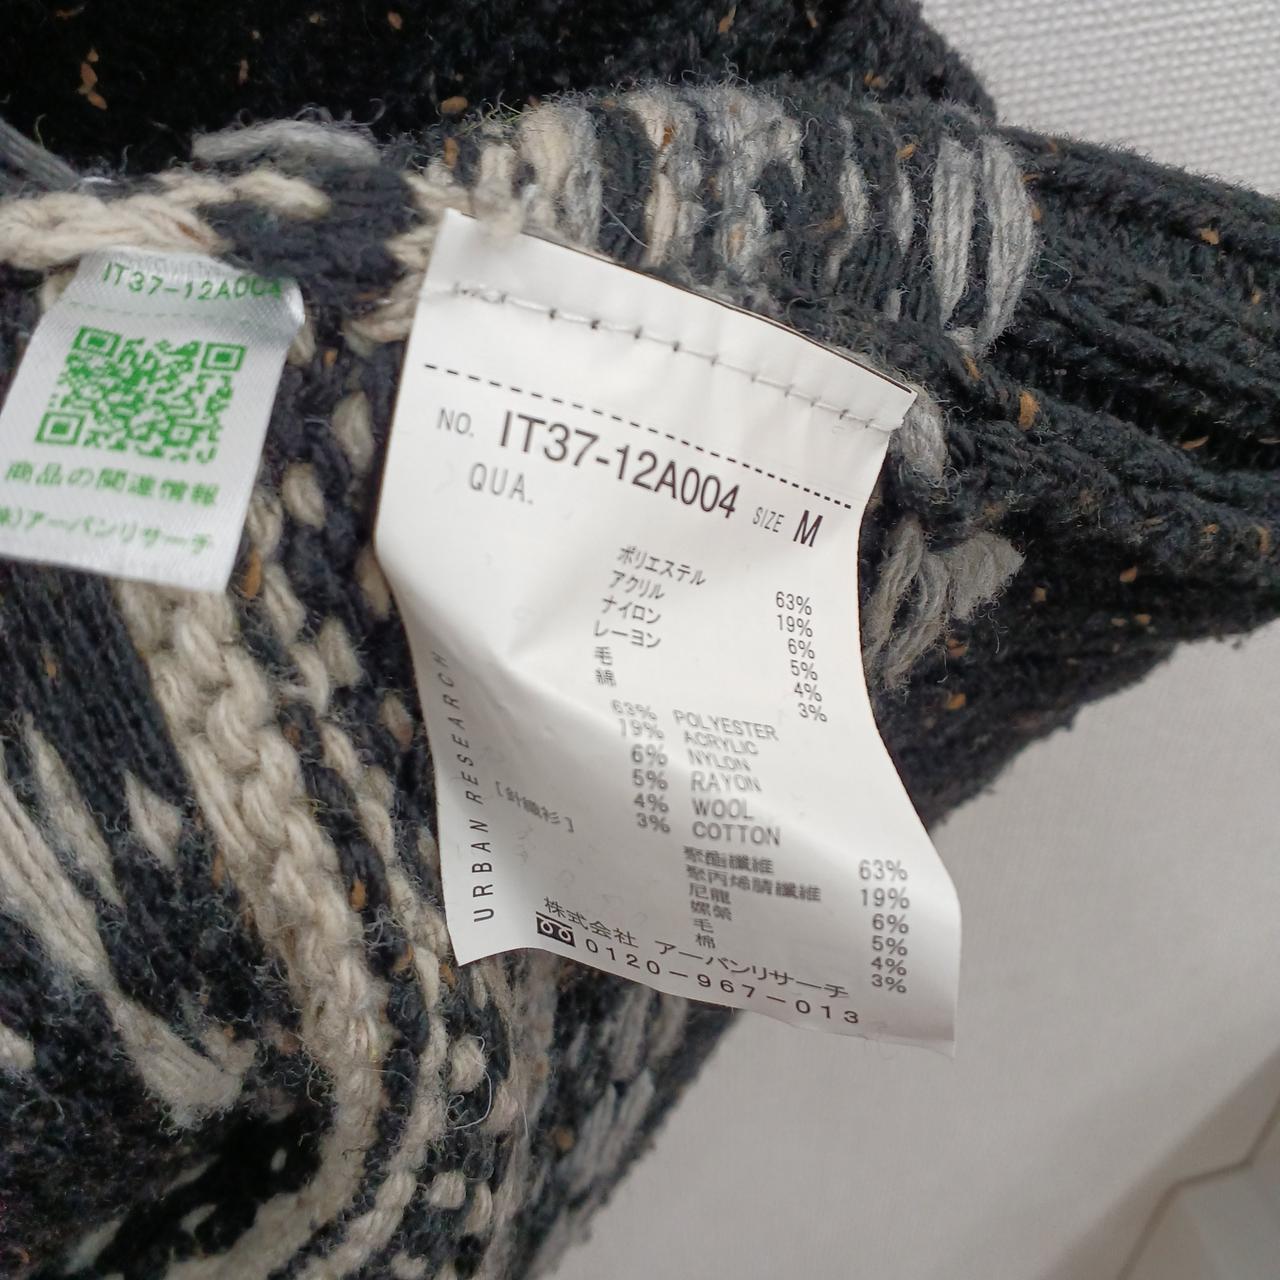 IT37-12A004
商品の関連情報
株)アーバンリサーチ
NO. IT37-12A004 SIZE M
QUA.
ポリエステル 63%
アクリル 19%
ナイロン 6%
レーヨン 5%
毛 4%
綿 3%
63% POLYESTER
19% ACRYLIC
6% NYLON
5% RAYON
4% WOOL
3% COTTON
[針織衫]
聚酯纖維 63%
聚丙烯腈纖維 19%
尼龍 6%
嫘縈 5%
毛 4%
棉 3%
URBAN RESEARCH
株式会社 アーバンリサーチ
0120-967-013